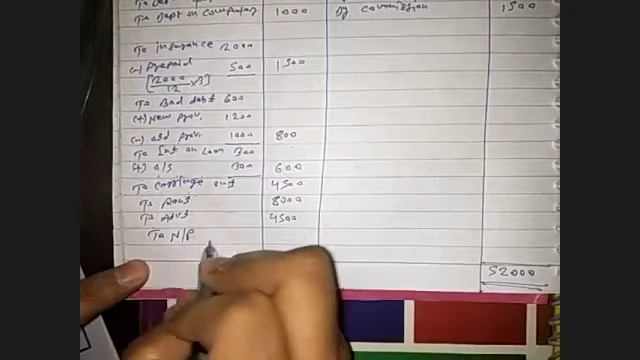 To Dept on Computer 1000 By Commission 1500
To insurance 2000
(-) Prepaid 500 1500
[2000/12 x 3]
To Bad debt 600
(+) New prov. 1200
(-) old prov. 1000 800
To Int on Loan 300
(+) o/s 300 600
To Carriage out 4500
To Rent 8000
To Advt 4500
To N/P
52000